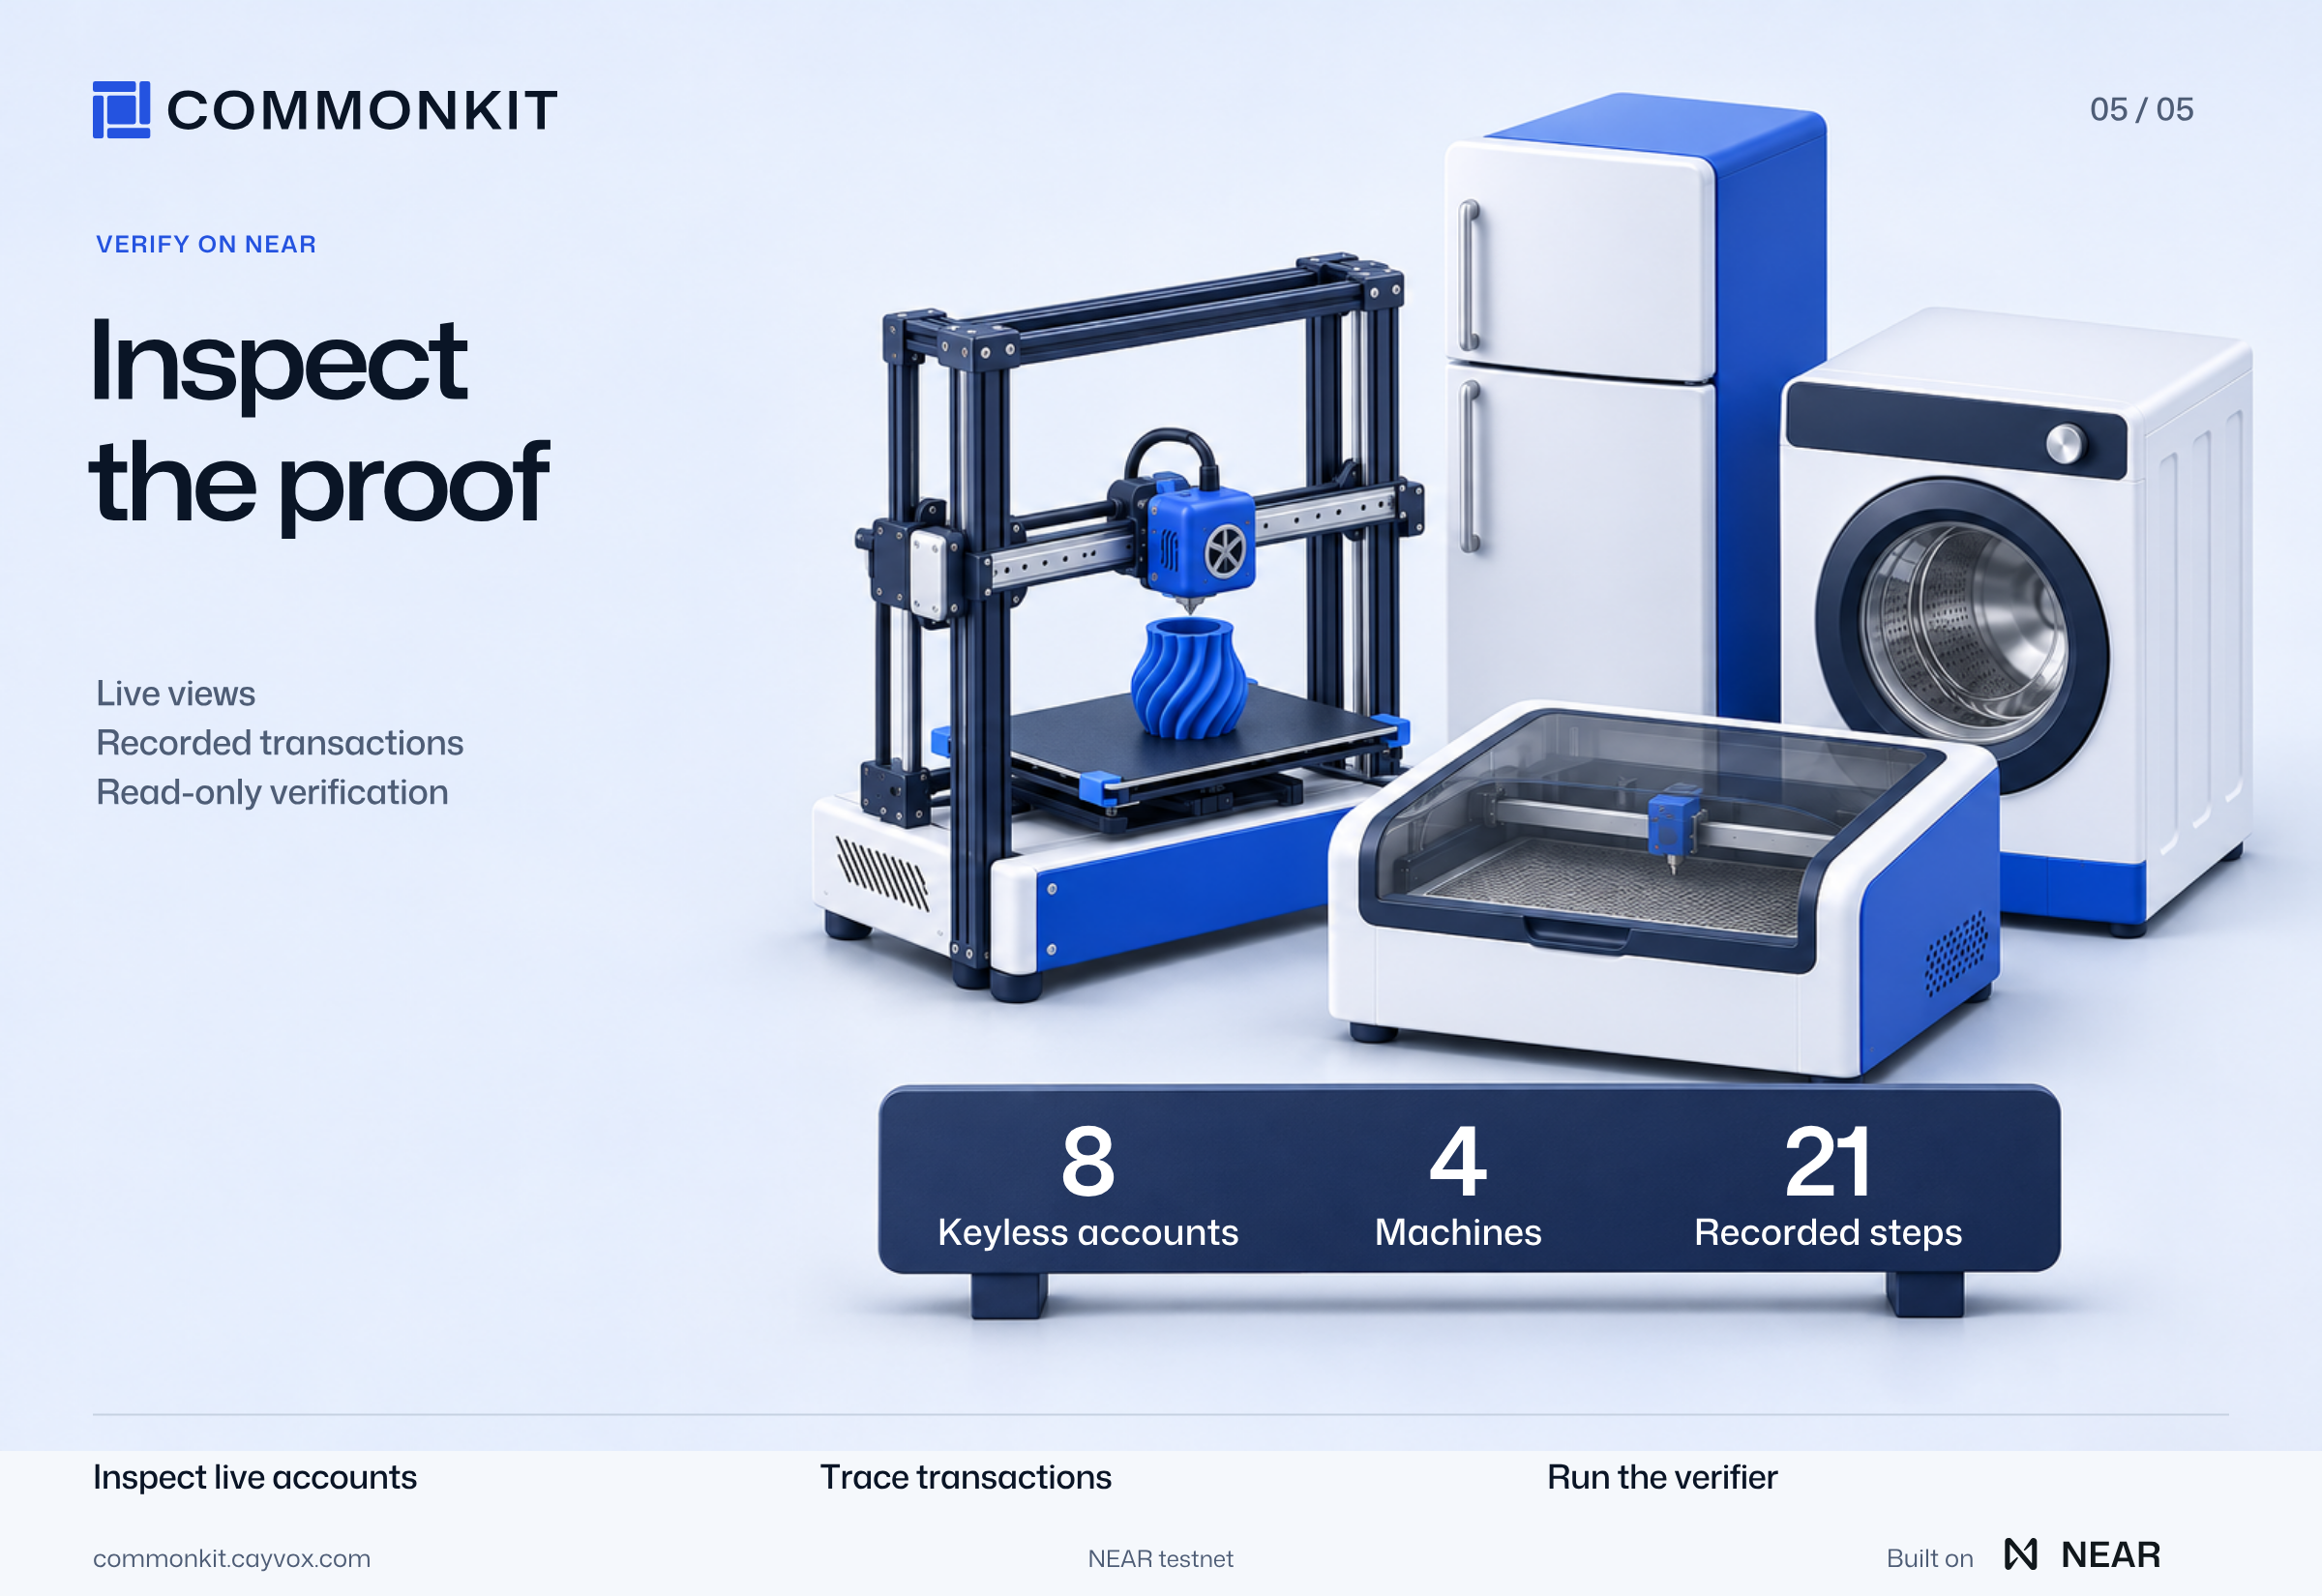 COMMONKIT
05 / 05
VERIFY ON NEAR
Inspect
the proof
Live views
Recorded transactions
Read-only verification
8
Keyless accounts
4
Machines
21
Recorded steps
Inspect live accounts
Trace transactions
Run the verifier
commonkit.cayvox.com
NEAR testnet
Built on NEAR